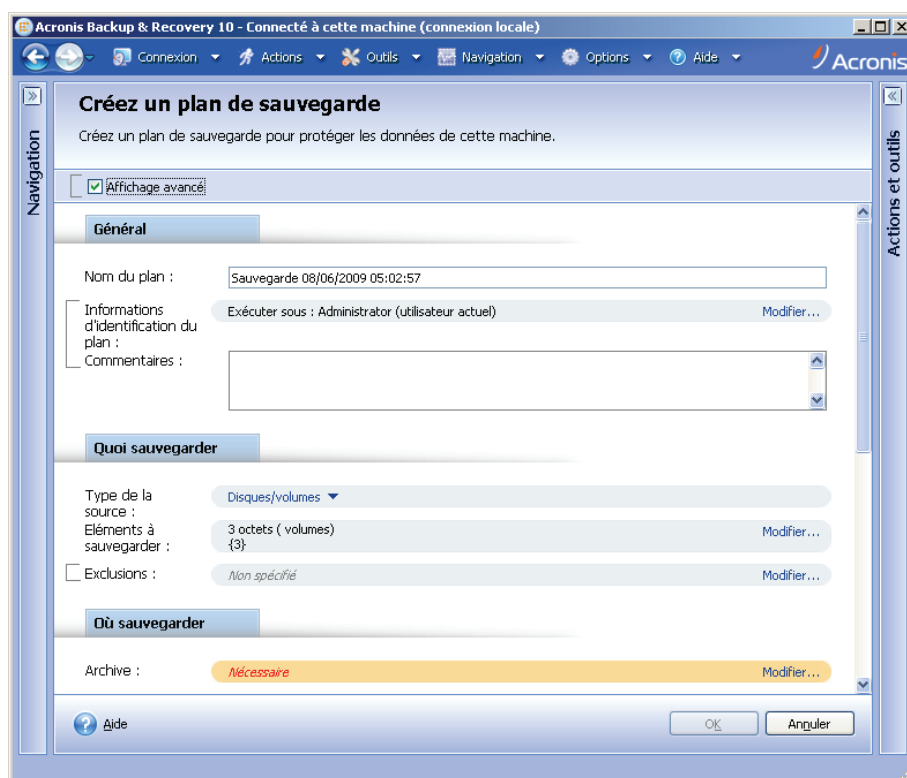 Acronis Backup & Recovery 10 - Connecté à cette machine (connexion locale)
Connexion Actions Outils Navigation Options Aide Acronis
Navigation
Actions et outils
Créez un plan de sauvegarde
Créez un plan de sauvegarde pour protéger les données de cette machine.
Affichage avancé
Général
Nom du plan : Sauvegarde 08/06/2009 05:02:57
Informations d'identification du plan : Exécuter sous : Administrator (utilisateur actuel) Modifier...
Commentaires :
Quoi sauvegarder
Type de la source : Disques/volumes
Eléments à sauvegarder : 3 octets ( volumes) {3} Modifier...
Exclusions : Non spécifié Modifier...
Où sauvegarder
Archive : Nécessaire Modifier...
Aide OK Annuler